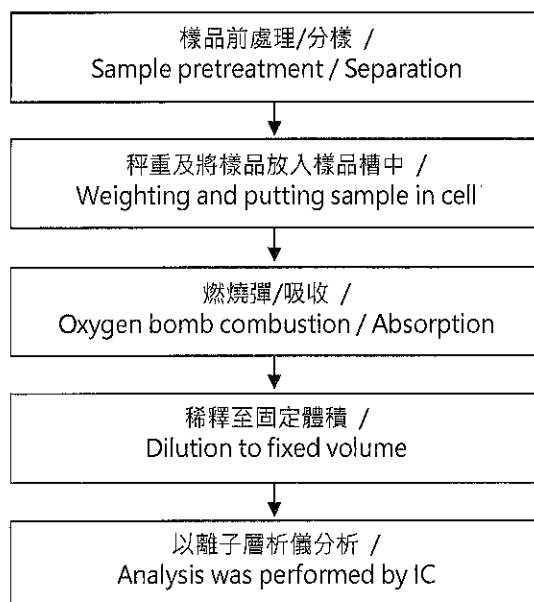 樣品前處理/分樣 /
Sample pretreatment / Separation
秤重及將樣品放入樣品槽中 /
Weighting and putting sample in cell
燃燒彈/吸收 /
Oxygen bomb combustion / Absorption
稀釋至固定體積 /
Dilution to fixed volume
以離子層析儀分析 /
Analysis was performed by IC